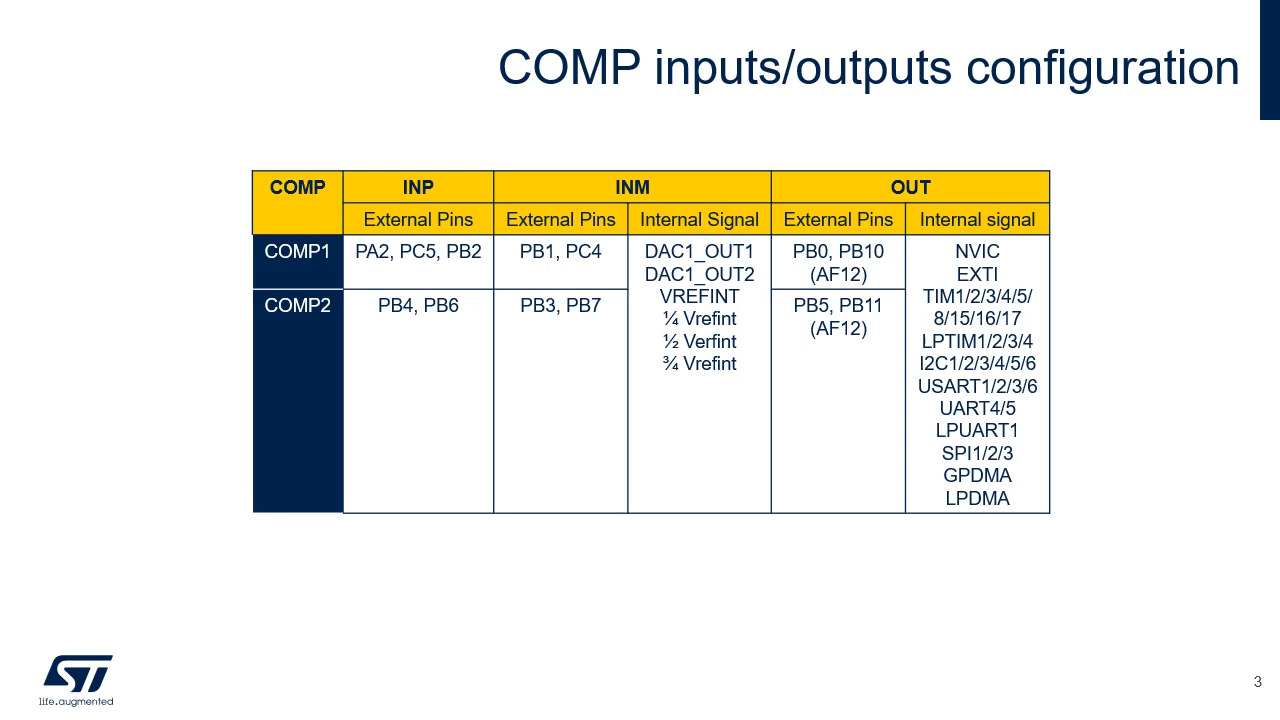 COMP inputs/outputs configuration
COMP INP INM OUT
External Pins External Pins Internal Signal External Pins Internal signal
COMP1 PA2, PC5, PB2 PB1, PC4 DAC1_OUT1 PB0, PB10 NVIC
DAC1_OUT2 (AF12) EXTI
COMP2 PB4, PB6 PB3, PB7 VREFINT PB5, PB11 TIM1/2/3/4/5/
¼ Vrefint (AF12) 8/15/16/17
½ Verfint LPTIM1/2/3/4
¾ Vrefint I2C1/2/3/4/5/6
USART1/2/3/6
UART4/5
LPUART1
SPI1/2/3
GPDMA
LPDMA
ST
life.augmented
3